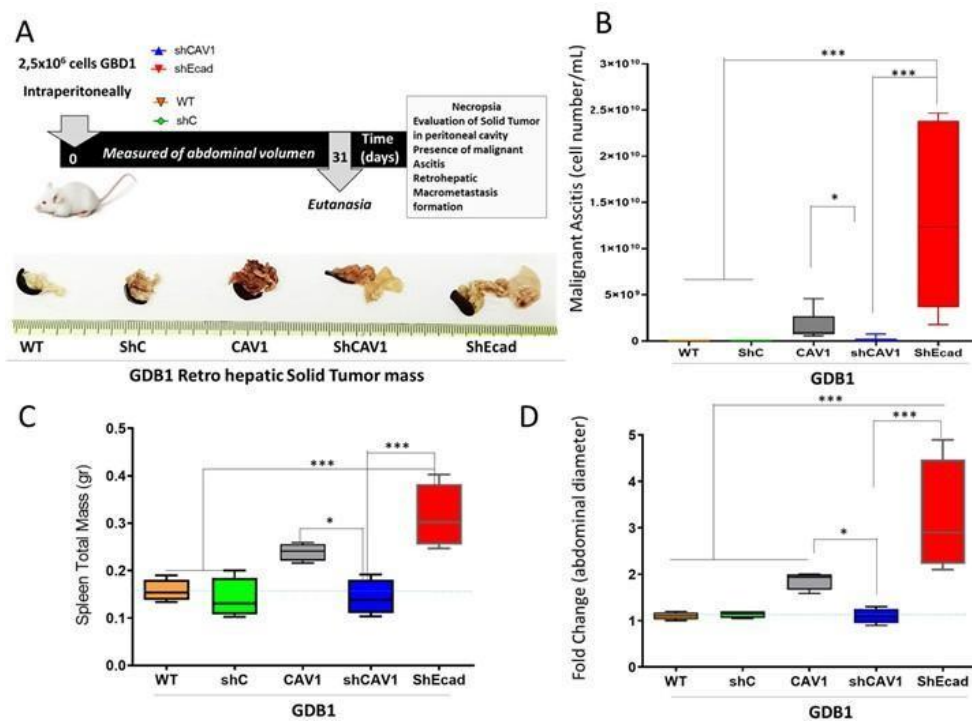 A
2,5x10⁶ cells GBD1
Intraperitoneally
shCAV1
shEcad
WT
shC
0
Measured of abdominal volumen
31
Time
(days)
Eutanasia
Necropsia
Evaluation of Solid Tumor
in peritoneal cavity
Presence of malignant
Ascitis
Retrohepatic
Macrometastasis
formation
WT
ShC
CAV1
ShCAV1
ShEcad
GDB1 Retro hepatic Solid Tumor mass
B
Malignant Ascitis (cell number/mL)
3×10¹⁰
2.5×10¹⁰
1.5×10¹⁰
1×10¹⁰
5×10⁹
0
***
***
*
WT
ShC
CAV1
shCAV1
ShEcad
GDB1
C
Spleen Total Mass (gr)
0.5
0.4
0.3
0.2
0.1
0.0
***
***
*
WT
shC
CAV1
shCAV1
ShEcad
GDB1
D
Fold Change (abdominal diameter)
5
4
3
2
1
0
***
***
*
WT
shC
CAV1
shCAV1
ShEcad
GDB1